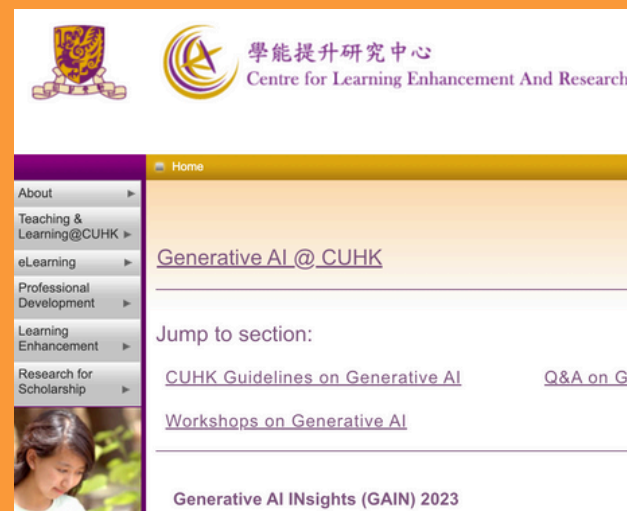 學能提升研究中心
Centre for Learning Enhancement And Research
Home
About
Teaching &
Learning@CUHK
eLearning
Professional
Development
Learning
Enhancement
Research for
Scholarship
Generative AI @ CUHK
Jump to section:
CUHK Guidelines on Generative AI
Q&A on G
Workshops on Generative AI
Generative AI INsights (GAIN) 2023